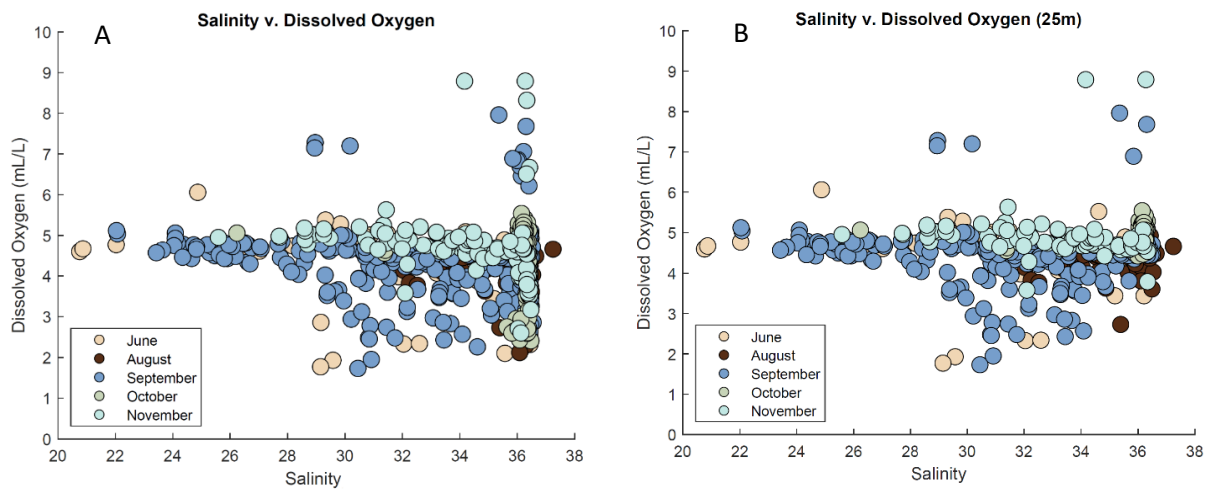 Salinity v. Dissolved Oxygen
A
10
9
8
7
6
5
4
3
2
1
0
Dissolved Oxygen (mL/L)
June
August
September
October
November
20 22 24 26 28 30 32 34 36 38
Salinity
Salinity v. Dissolved Oxygen (25m)
B
10
9
8
7
6
5
4
3
2
1
0
Dissolved Oxygen (mL/L)
June
August
September
October
November
20 22 24 26 28 30 32 34 36 38
Salinity